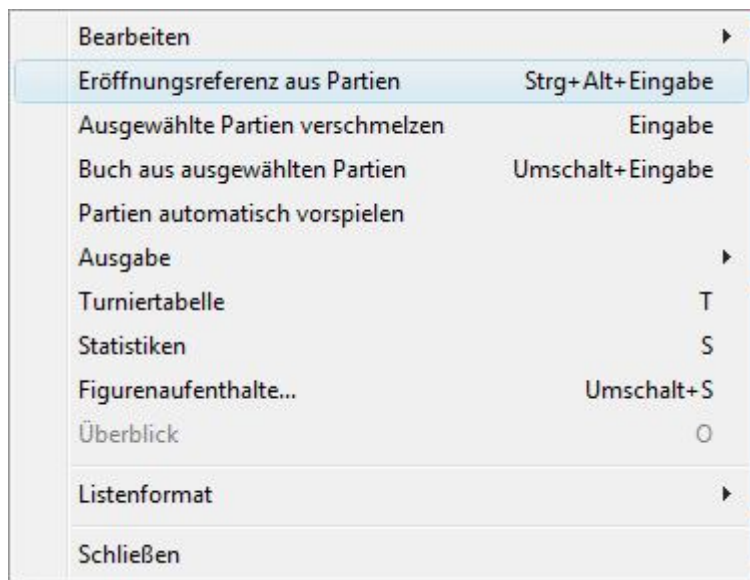 Bearbeiten
Eröffnungsreferenz aus Partien Strg+Alt+Eingabe
Ausgewählte Partien verschmelzen Eingabe
Buch aus ausgewählten Partien Umschalt+Eingabe
Partien automatisch vorspielen
Ausgabe
Turniertabelle T
Statistiken S
Figurenaufenthalte... Umschalt+S
Überblick O
Listenformat
Schließen